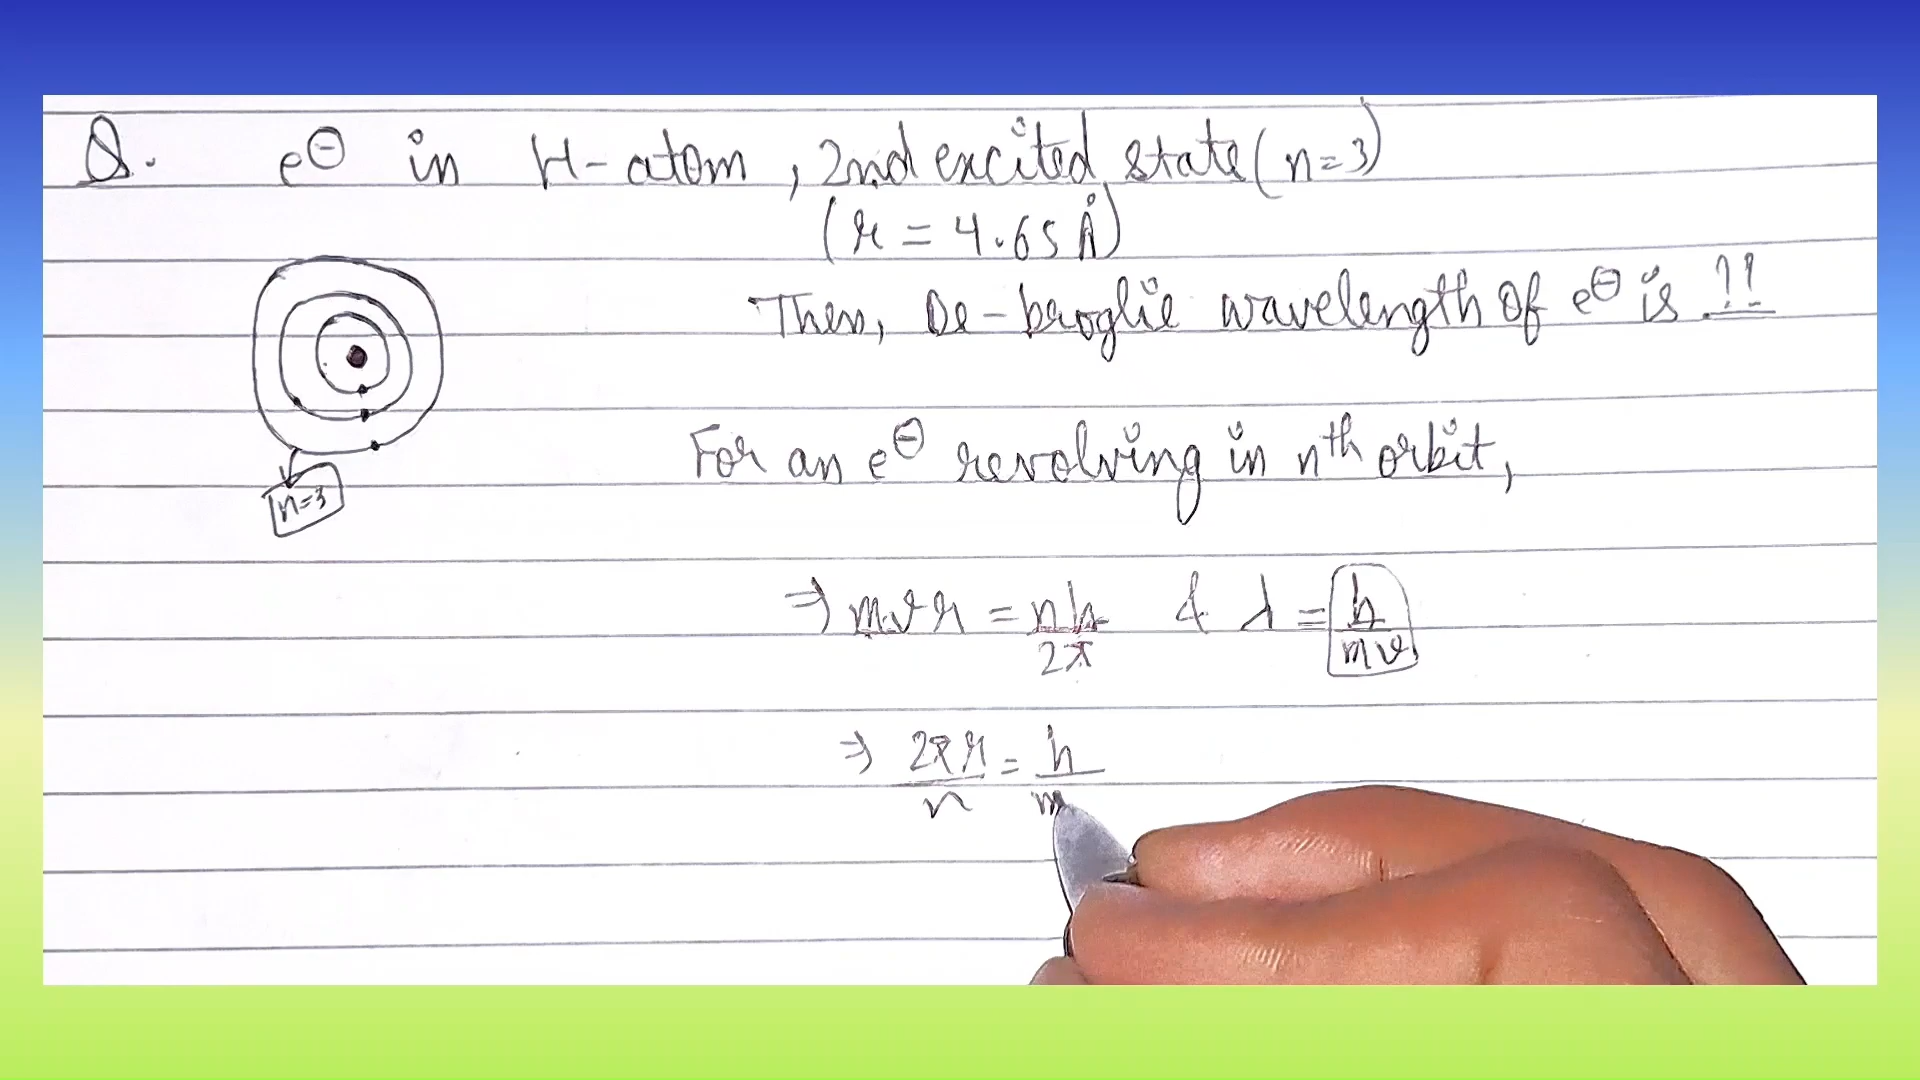 Q. e⊖ in H-atom, 2nd excited state (n=3)
(r = 4.65 Å)
Then, De-broglie wavelength of e⊖ is ??
n=3
For an e⊖ revolving in nth orbit,
⇒ mvr = nh/2π & λ = h/mv
⇒ 2πr/n = h/m